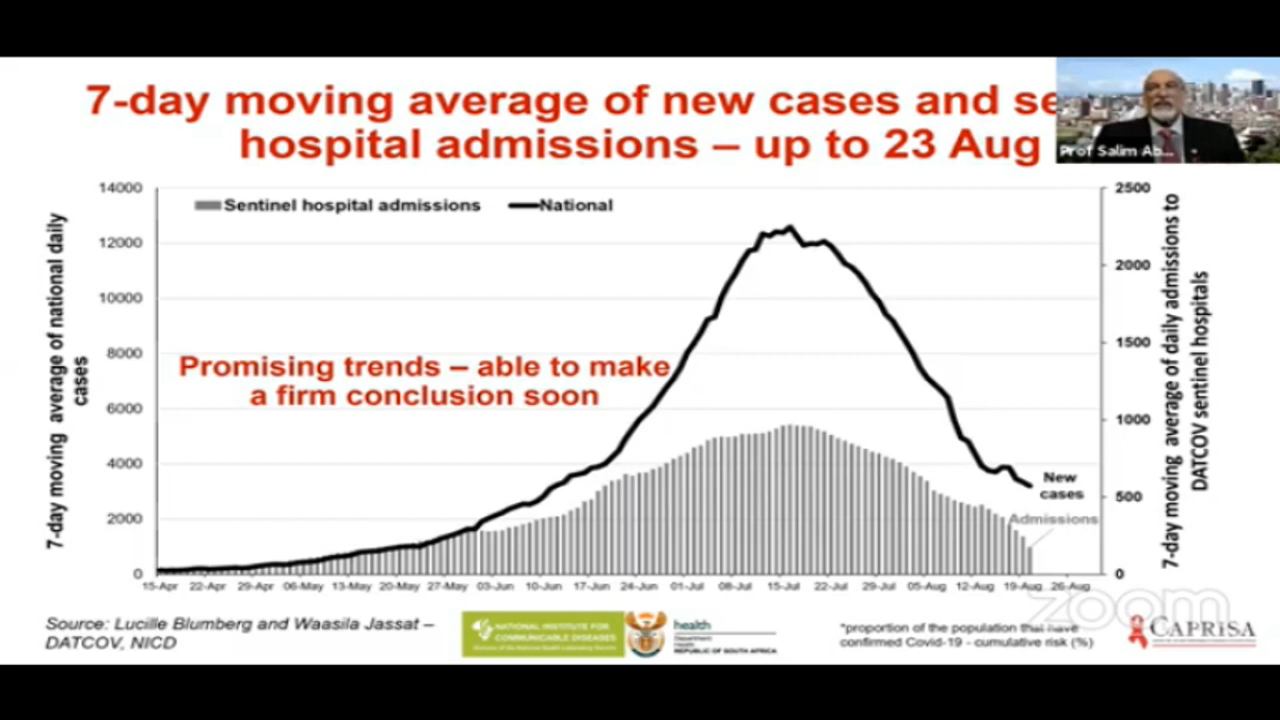 7-day moving average of new cases and se
hospital admissions – up to 23 Aug
Prof Salim Ab...
14000
12000
10000
8000
6000
4000
2000
0
7-day moving average of national daily
cases
Sentinel hospital admissions
National
Promising trends – able to make
a firm conclusion soon
New
cases
Admissions
2500
2000
1500
1000
500
0
7-day moving average of daily admissions to
DATCOV sentinel hospitals
15-Apr 22-Apr 29-Apr 06-May 13-May 20-May 27-May 03-Jun 10-Jun 17-Jun 24-Jun 01-Jul 08-Jul 15-Jul 22-Jul 29-Jul 05-Aug 12-Aug 19-Aug 26-Aug
zoom
Source: Lucille Blumberg and Waasila Jassat –
DATCOV, NICD
NATIONAL INSTITUTE FOR
COMMUNICABLE DISEASES
health
Department:
Health
REPUBLIC OF SOUTH AFRICA
*proportion of the population that have
confirmed Covid-19 - cumulative risk (%)
CAPRISA